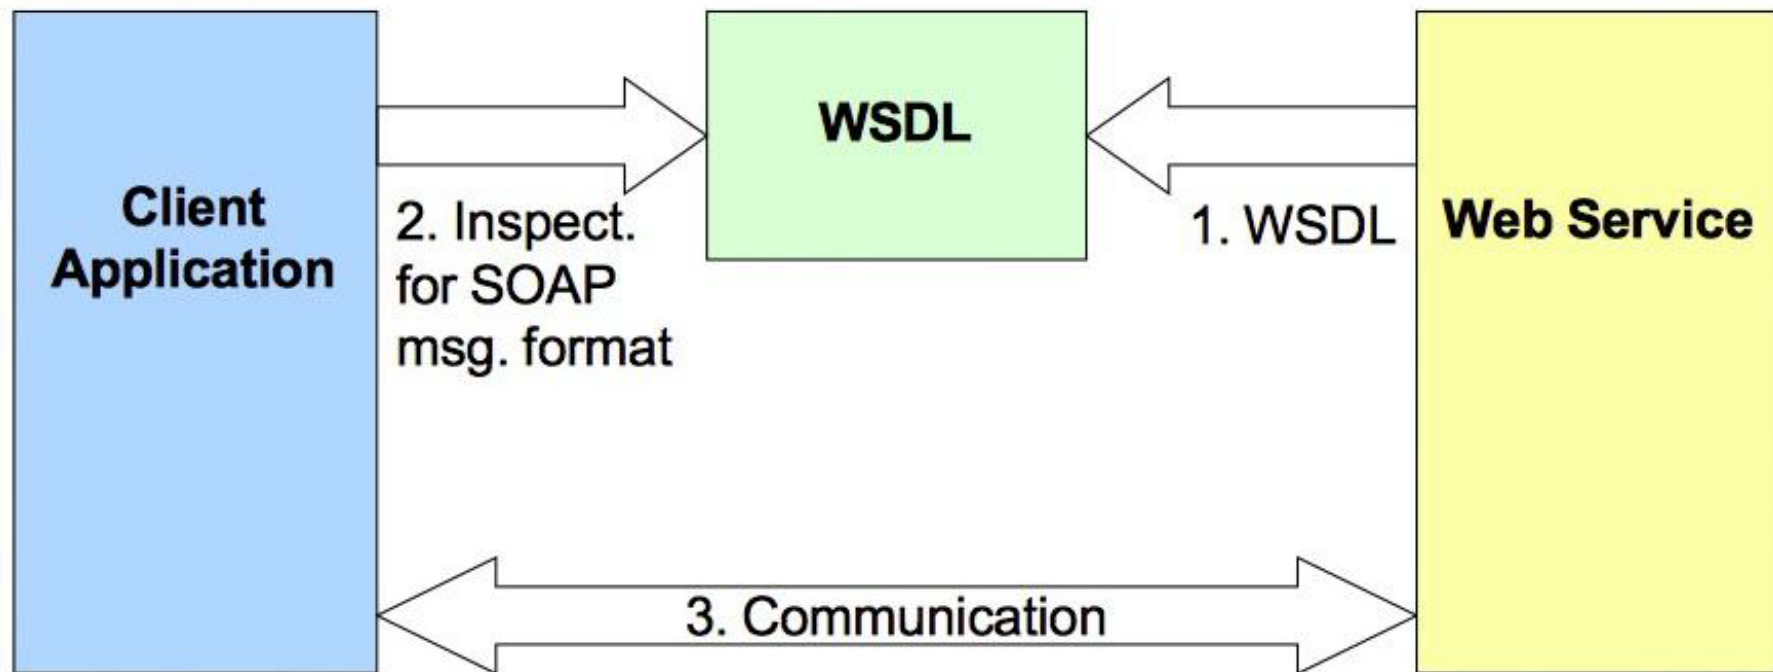 Client
Application
2. Inspect.
for SOAP
msg. format
WSDL
1. WSDL
Web Service
3. Communication